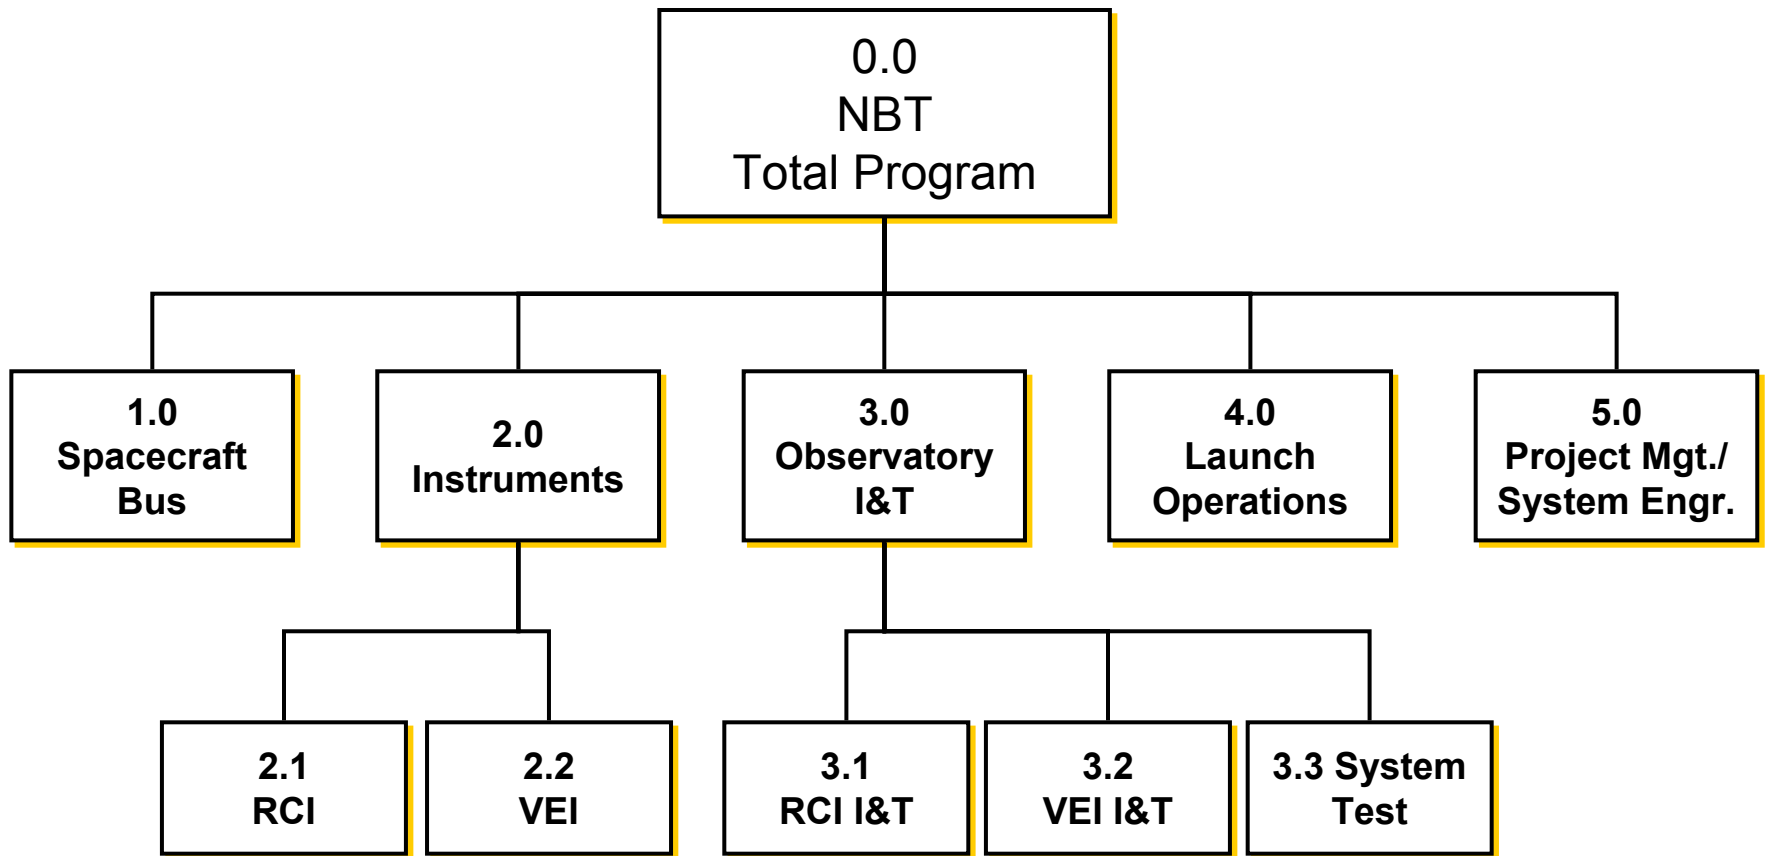 0.0
NBT
Total Program
1.0
Spacecraft
Bus
2.0
Instruments
3.0
Observatory
I&T
4.0
Launch
Operations
5.0
Project Mgt./
System Engr.
2.1
RCI
2.2
VEI
3.1
RCI I&T
3.2
VEI I&T
3.3 System
Test